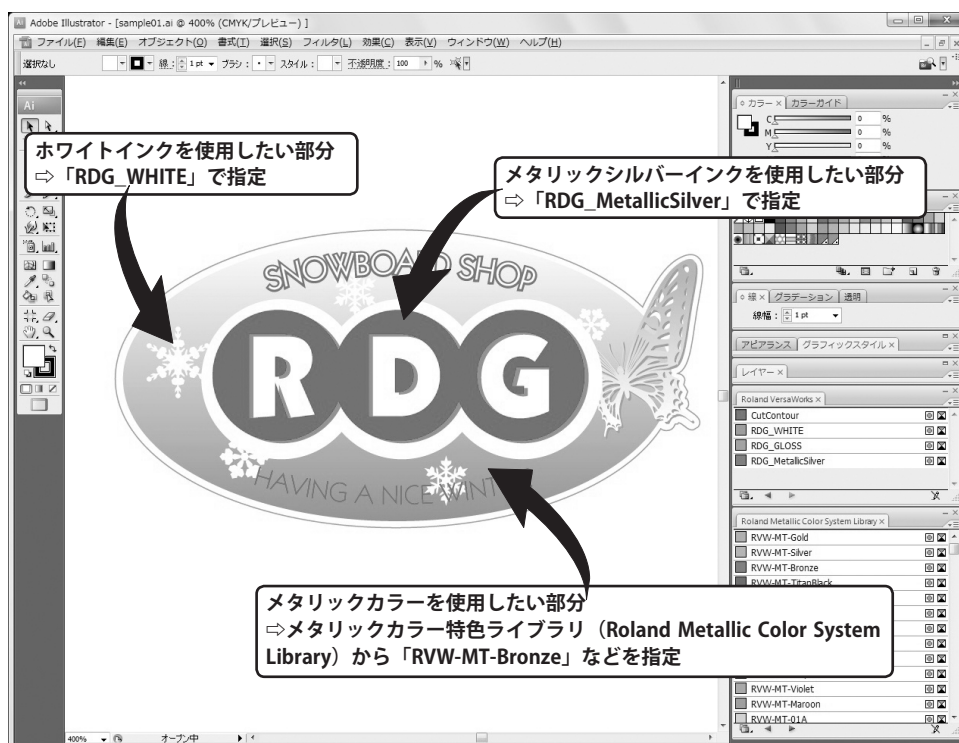 Adobe Illustrator - [sample01.ai @ 400% (CMYK/プレビュー) ]
ファイル(F) 編集(E) オブジェクト(O) 書式(T) 選択(S) フィルタ(L) 効果(C) 表示(V) ウィンドウ(W) ヘルプ(H)
選択なし 線: 1 pt ブラシ: スタイル: 不透明度: 100 %
Ai
カラー × カラーガイド
C 0 %
M 0 %
Y 0 %
ホワイトインクを使用したい部分
⇨「RDG_WHITE」で指定
メタリックシルバーインクを使用したい部分
⇨「RDG_MetallicSilver」で指定
SNOWBOARD SHOP
RDG
HAVING A NICE WINT
線 × グラデーション 透明
線幅: 1 pt
アピアランス グラフィックスタイル ×
レイヤー ×
Roland VersaWorks ×
CutContour
RDG_WHITE
RDG_GLOSS
RDG_MetallicSilver
Roland Metallic Color System Library ×
RVW-MT-Gold
RVW-MT-Silver
RVW-MT-Bronze
RVW-MT-TitanBlack
メタリックカラーを使用したい部分
⇨メタリックカラー特色ライブラリ(Roland Metallic Color System
Library)から「RVW-MT-Bronze」などを指定
RVW-MT-Violet
RVW-MT-Maroon
RVW-MT-01A
400% オープン中